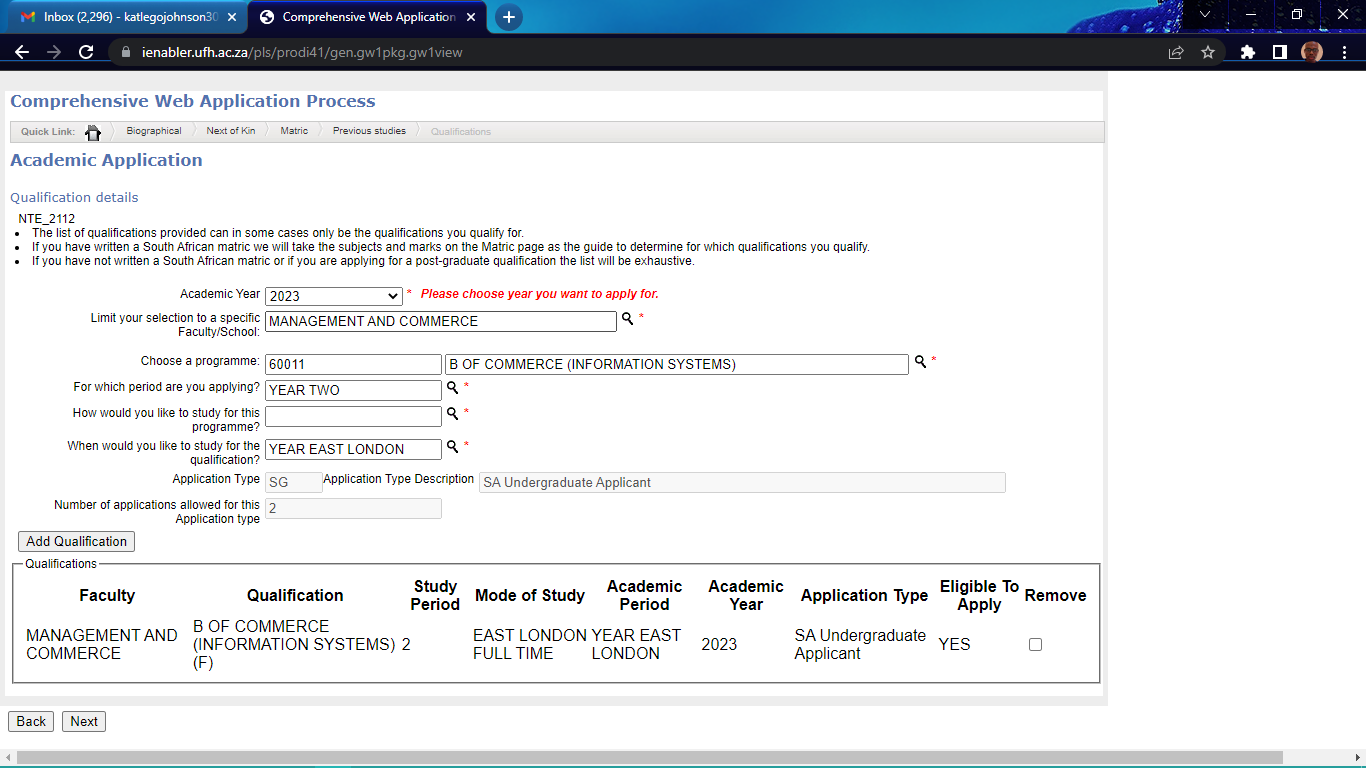 Inbox (2,296) - katlegojohnson30
Comprehensive Web Application
ienabler.ufh.ac.za/pls/prodi41/gen.gw1pkg.gw1view
Comprehensive Web Application Process
Quick Link: Biographical Next of Kin Matric Previous studies Qualifications
Academic Application
Qualification details
NTE_2112
• The list of qualifications provided can in some cases only be the qualifications you qualify for.
• If you have written a South African matric we will take the subjects and marks on the Matric page as the guide to determine for which qualifications you qualify.
• If you have not written a South African matric or if you are applying for a post-graduate qualification the list will be exhaustive.
Academic Year 2023 * Please choose year you want to apply for.
Limit your selection to a specific
Faculty/School: MANAGEMENT AND COMMERCE *
Choose a programme: 60011 B OF COMMERCE (INFORMATION SYSTEMS) *
For which period are you applying? YEAR TWO *
How would you like to study for this
programme? *
When would you like to study for the
qualification? YEAR EAST LONDON *
Application Type SG Application Type Description SA Undergraduate Applicant
Number of applications allowed for this
Application type 2
Add Qualification
Qualifications
Faculty Qualification Study Period Mode of Study Academic Period Academic Year Application Type Eligible To Apply Remove
MANAGEMENT AND COMMERCE B OF COMMERCE (INFORMATION SYSTEMS) (F) 2 EAST LONDON FULL TIME YEAR EAST LONDON 2023 SA Undergraduate Applicant YES
Back Next